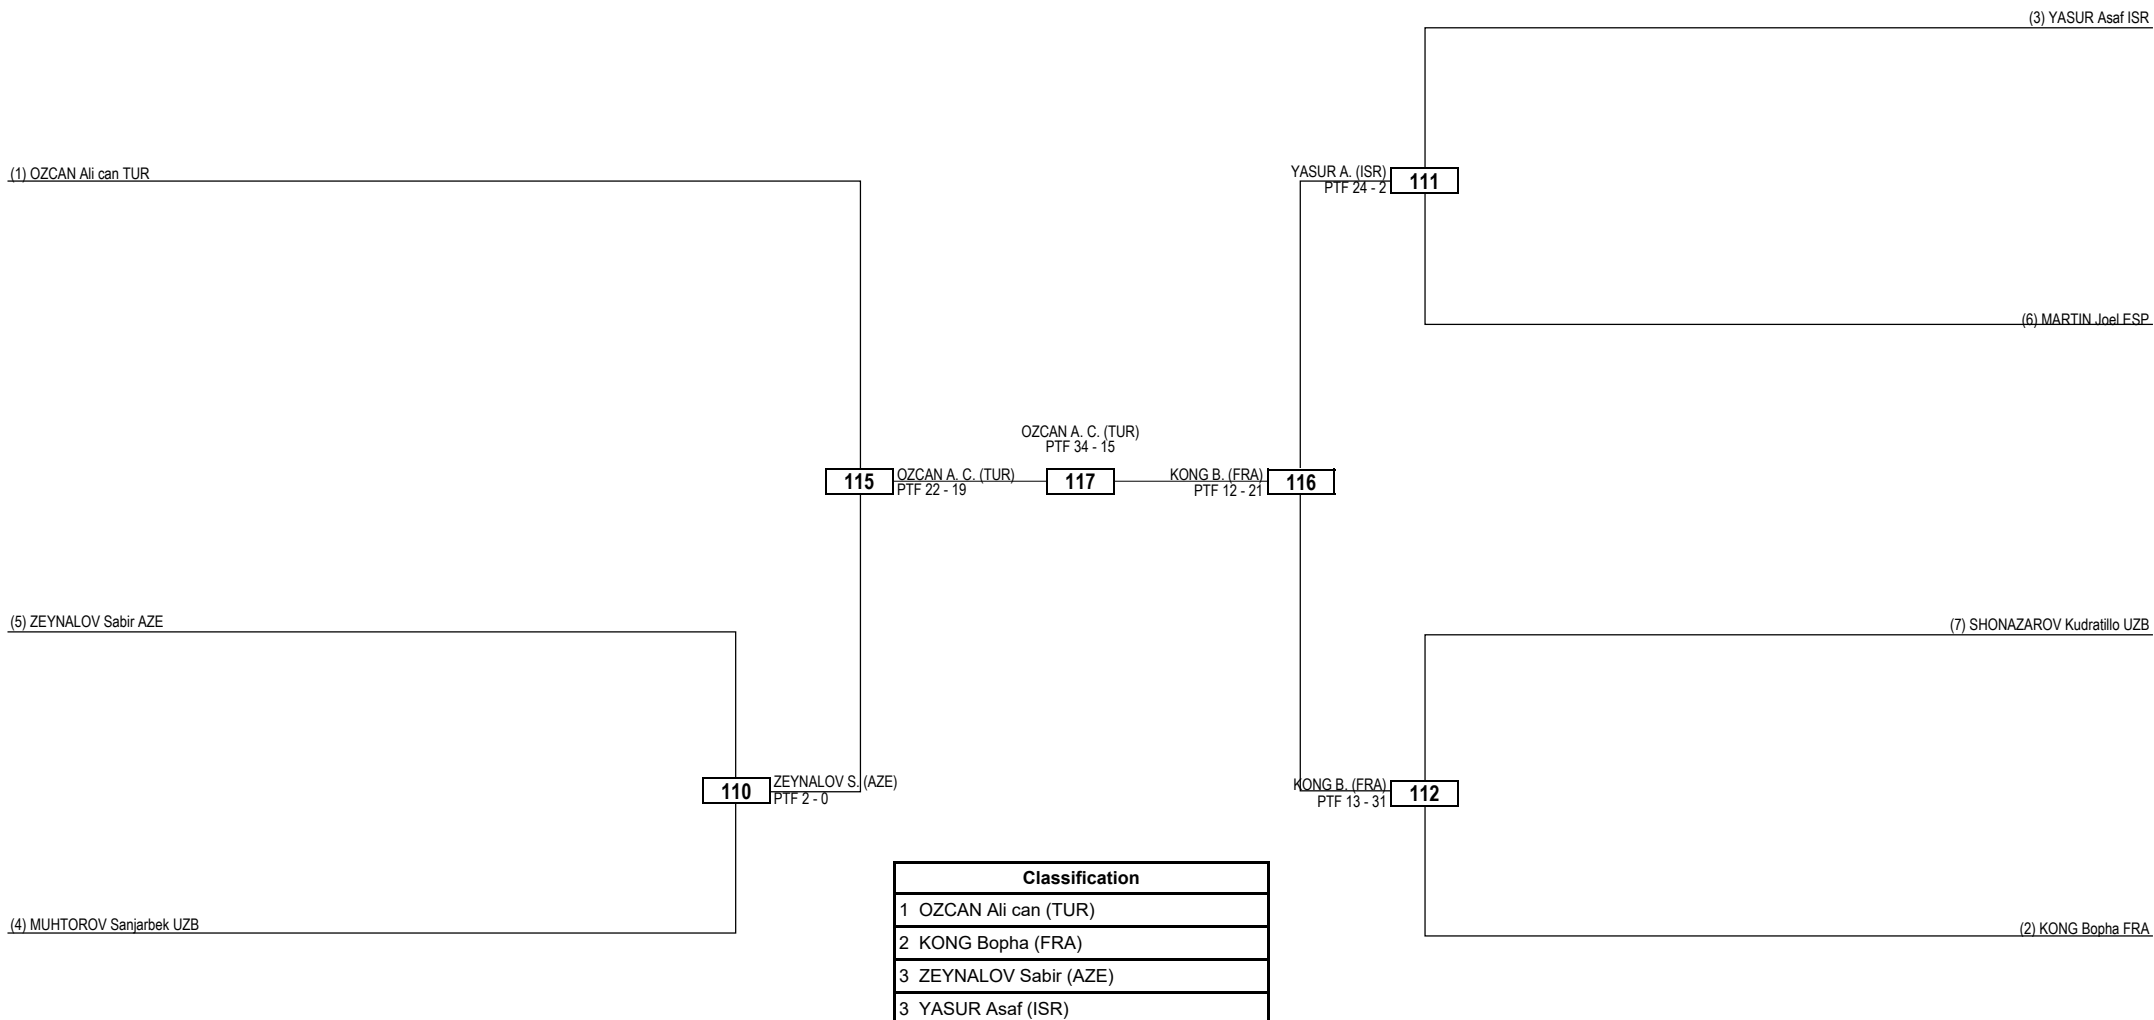 (3) YASUR Asaf ISR
(1) OZCAN Ali can TUR
YASUR A. (ISR)
PTF 24 - 2
111
(6) MARTIN Joel ESP
OZCAN A. C. (TUR)
PTF 34 - 15
115
OZCAN A. C. (TUR)
PTF 22 - 19
117
KONG B. (FRA)
PTF 12 - 21
116
(5) ZEYNALOV Sabir AZE
(7) SHONAZAROV Kudratillo UZB
110
ZEYNALOV S. (AZE)
PTF 2 - 0
KONG B. (FRA)
PTF 13 - 31
112
(4) MUHTOROV Sanjarbek UZB
(2) KONG Bopha FRA
Classification
1 OZCAN Ali can (TUR)
2 KONG Bopha (FRA)
3 ZEYNALOV Sabir (AZE)
3 YASUR Asaf (ISR)